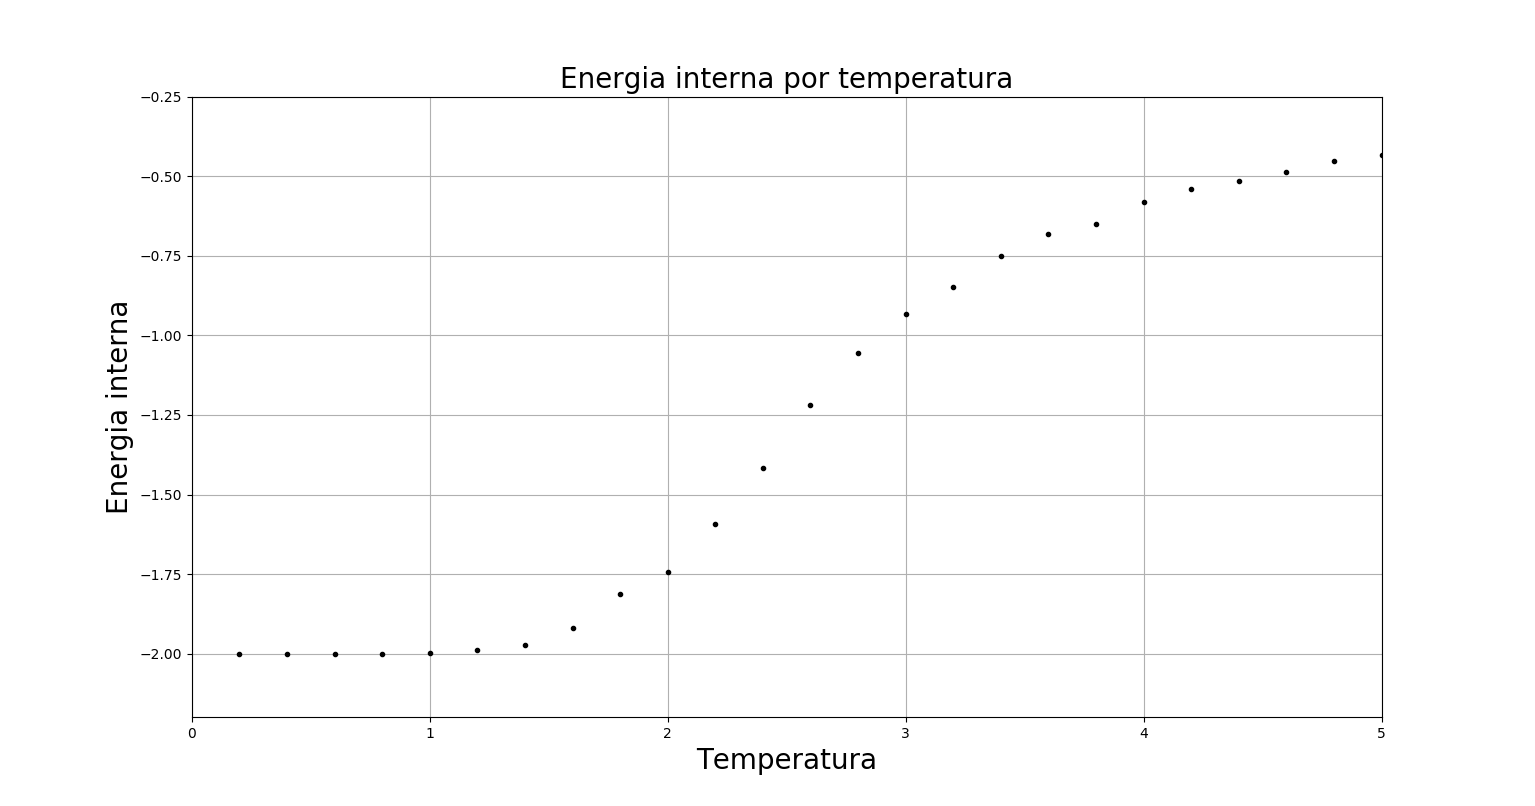 Energia interna por temperatura
Energia interna
−0.25
−0.50
−0.75
−1.00
−1.25
−1.50
−1.75
−2.00
0 1 2 3 4 5
Temperatura